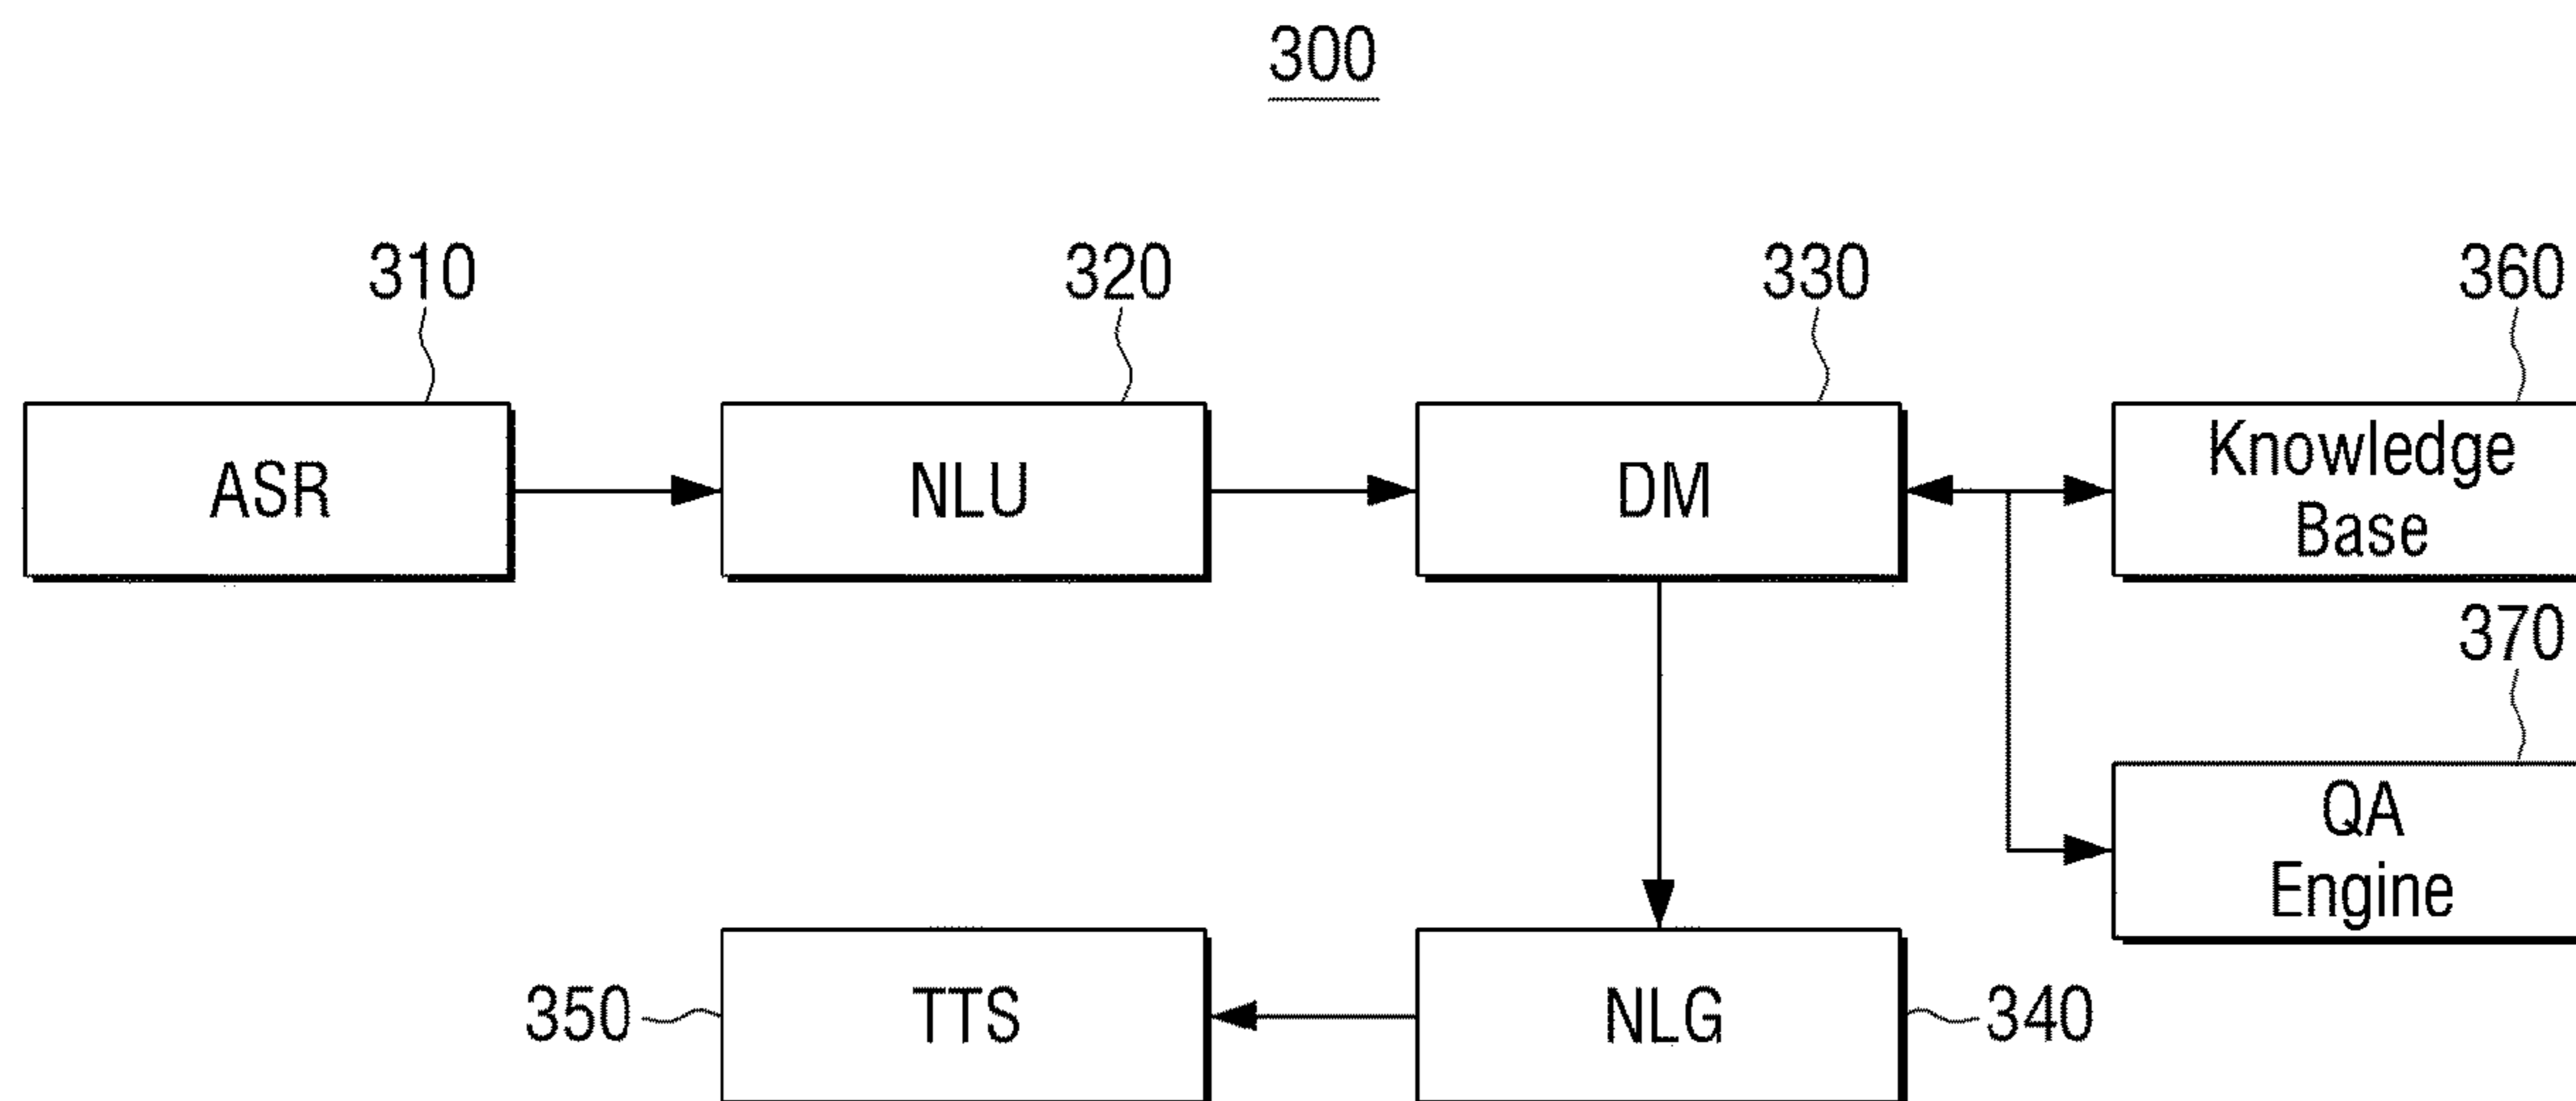 300
310
320
330
360
ASR
NLU
DM
Knowledge
Base
370
QA
Engine
350
TTS
NLG
340